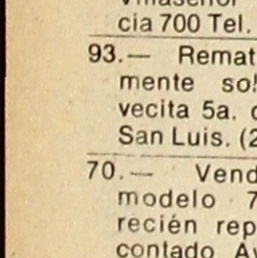 cia 700 Tel.
93.— Remat
mente so
vecita 5a.
San Luis. (2
70.— Vend
modelo 7
recién rep
contado Av